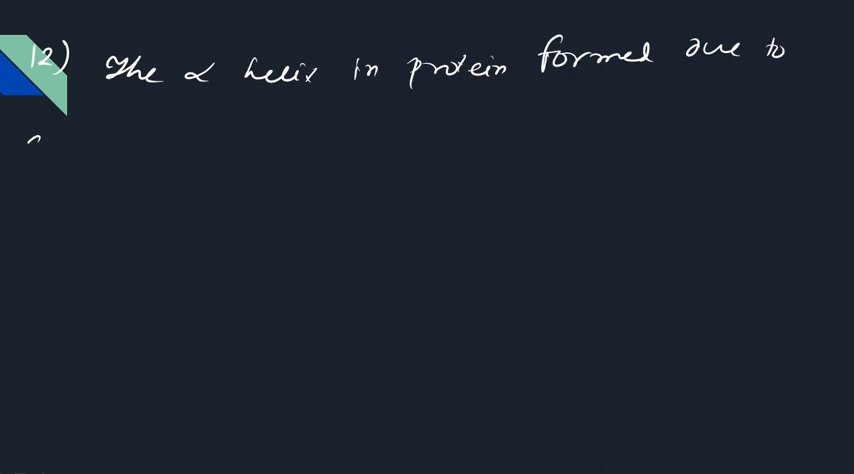 12) The α helix in protein formed due to